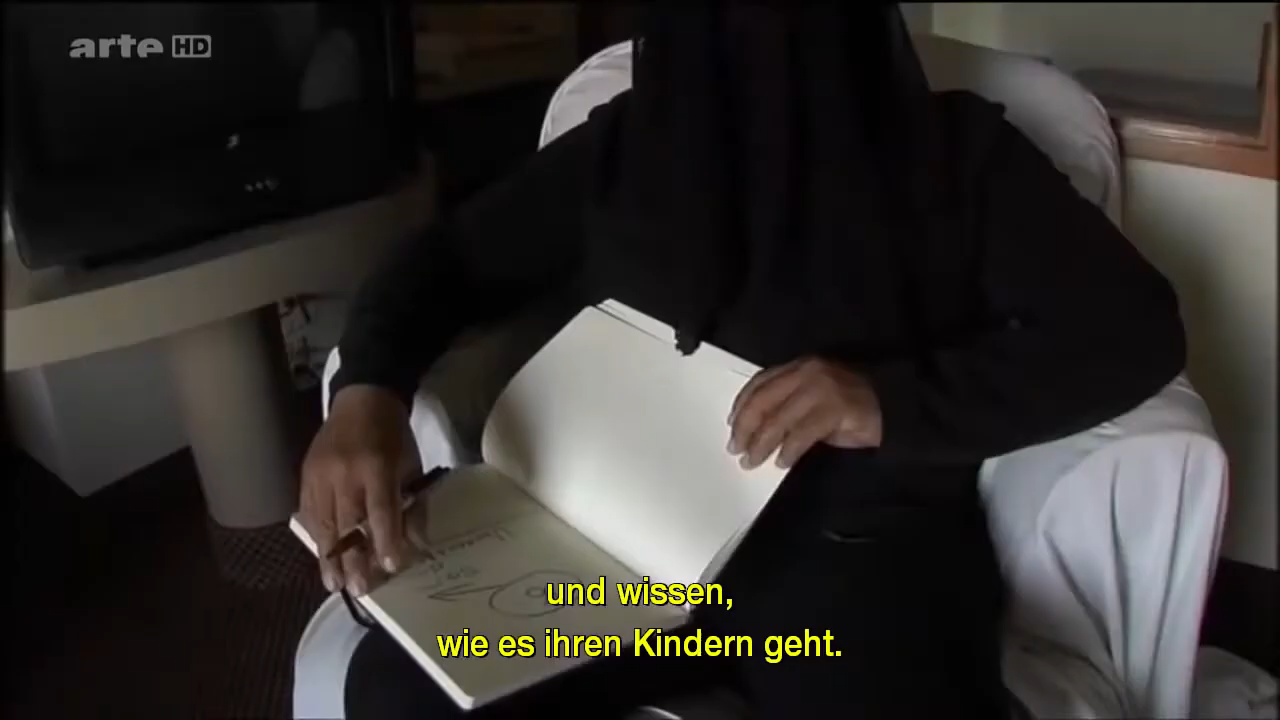 arte HD
und wissen,
wie es ihren Kindern geht.